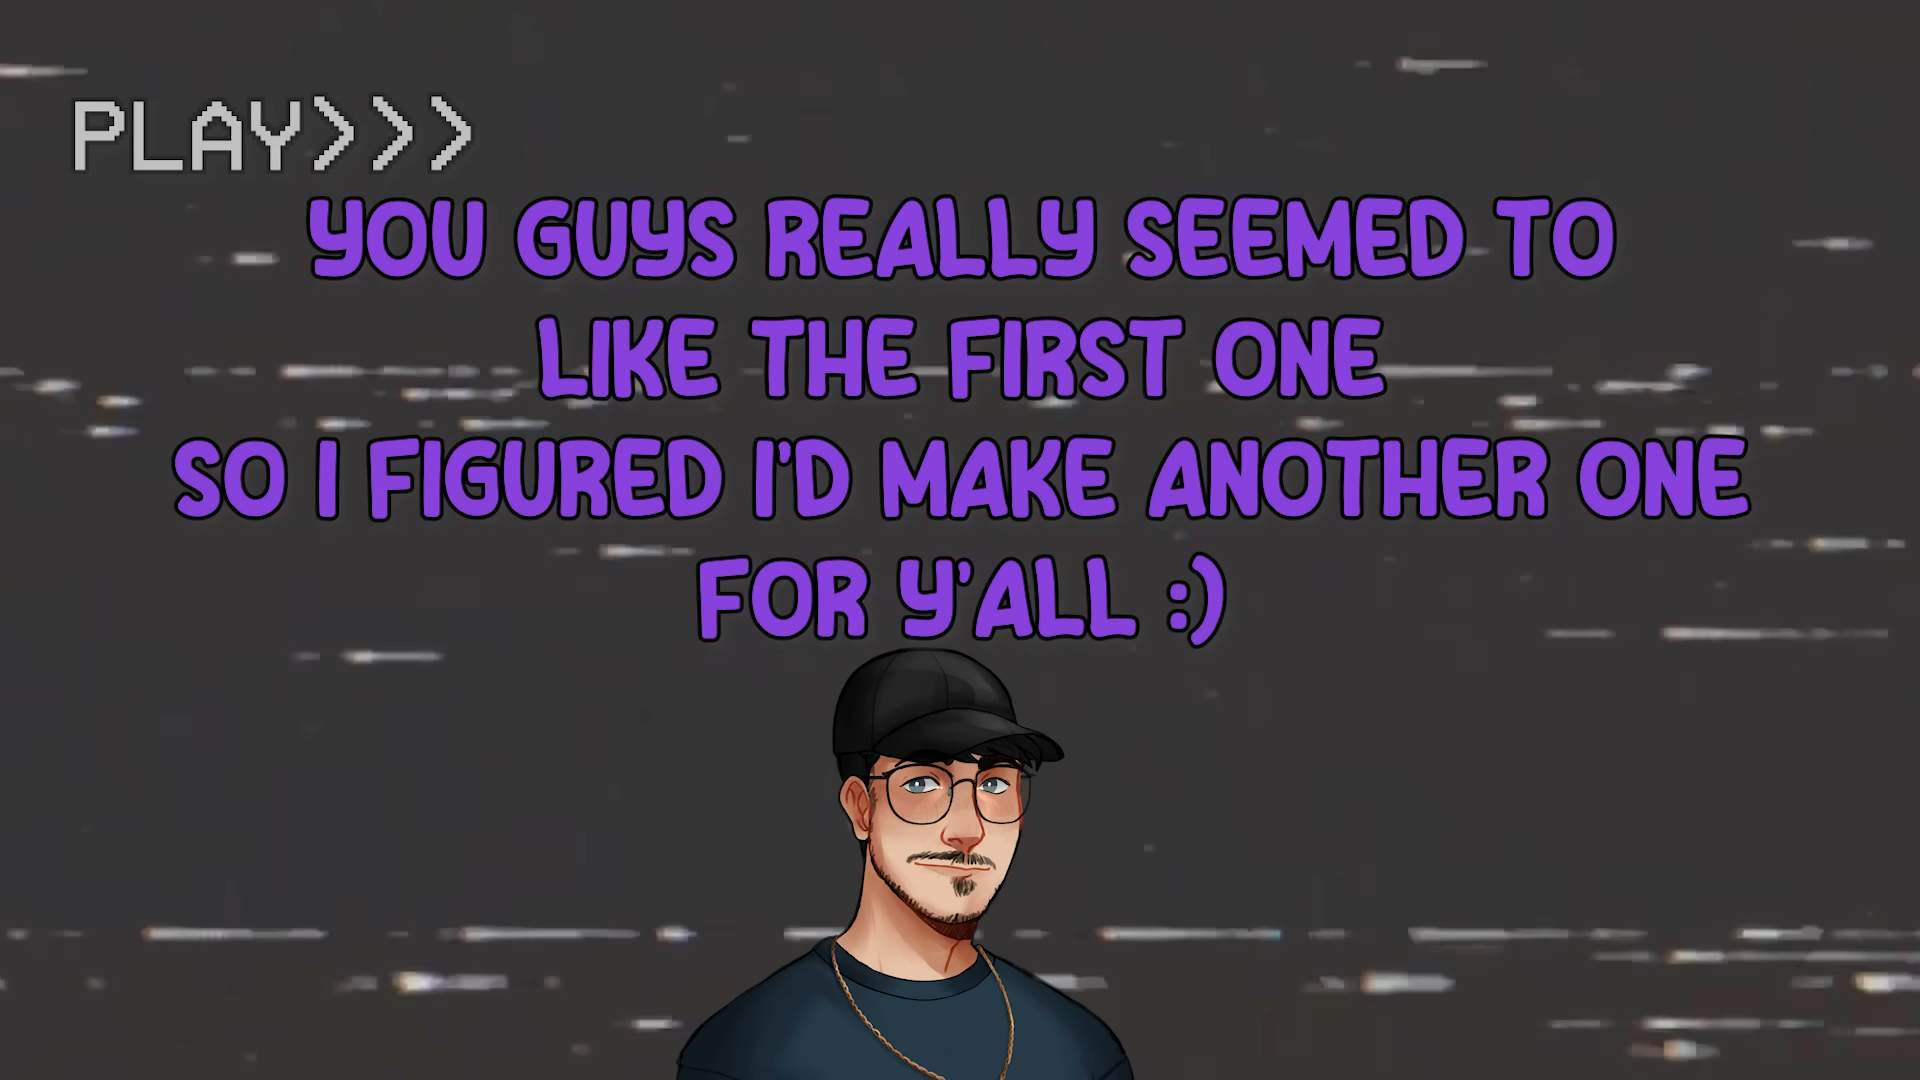 PLAY>>>
YOU GUYS REALLY SEEMED TO
LIKE THE FIRST ONE
SO I FIGURED I'D MAKE ANOTHER ONE
FOR Y'ALL :)